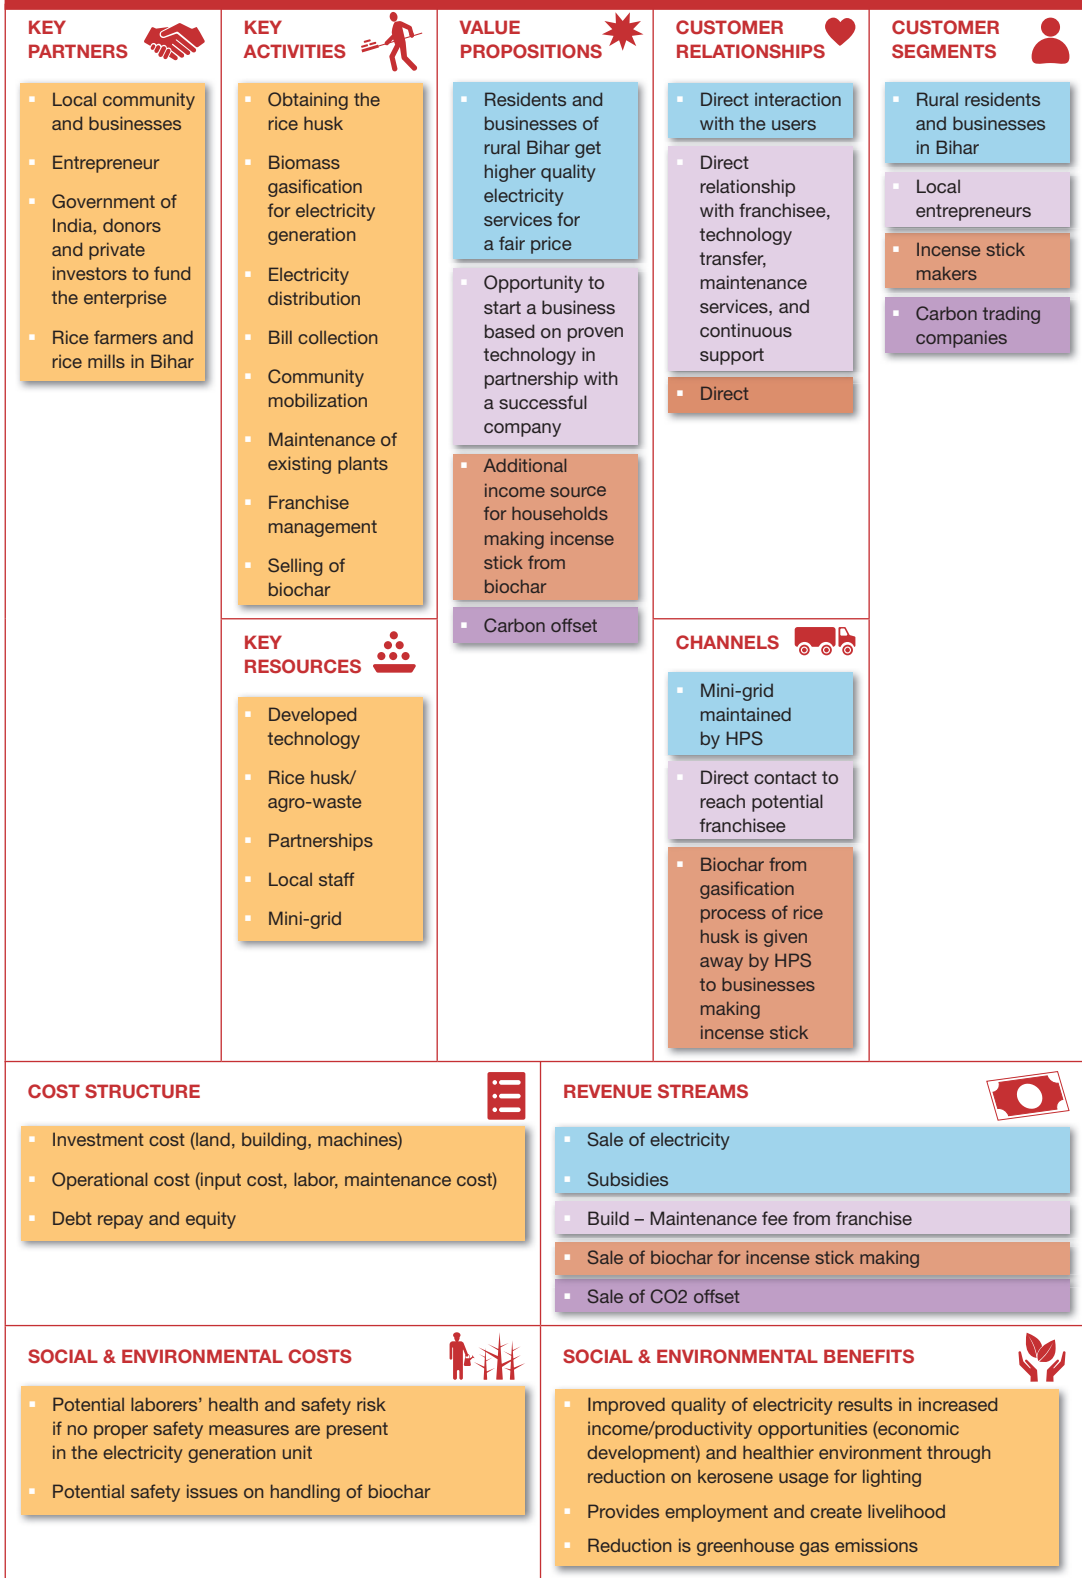 KEY
PARTNERS
Local community
and businesses
Entrepreneur
Government of
India, donors
and private
investors to fund
the enterprise
Rice farmers and
rice mills in Bihar
KEY
ACTIVITIES
Obtaining the
rice husk
Biomass
gasification
for electricity
generation
Electricity
distribution
Bill collection
Community
mobilization
Maintenance of
existing plants
Franchise
management
Selling of
biochar
KEY
RESOURCES
Developed
technology
Rice husk/
agro-waste
Partnerships
Local staff
Mini-grid
VALUE
PROPOSITIONS
Residents and
businesses of
rural Bihar get
higher quality
electricity
services for
a fair price
Opportunity to
start a business
based on proven
technology in
partnership with
a successful
company
Additional
income source
for households
making incense
stick from
biochar
Carbon offset
CUSTOMER
RELATIONSHIPS
Direct interaction
with the users
Direct
relationship
with franchisee,
technology
transfer,
maintenance
services, and
continuous
support
Direct
CHANNELS
Mini-grid
maintained
by HPS
Direct contact to
reach potential
franchisee
Biochar from
gasification
process of rice
husk is given
away by HPS
to businesses
making
incense stick
CUSTOMER
SEGMENTS
Rural residents
and businesses
in Bihar
Local
entrepreneurs
Incense stick
makers
Carbon trading
companies
COST STRUCTURE
Investment cost (land, building, machines)
Operational cost (input cost, labor, maintenance cost)
Debt repay and equity
REVENUE STREAMS
Sale of electricity
Subsidies
Build – Maintenance fee from franchise
Sale of biochar for incense stick making
Sale of CO2 offset
SOCIAL & ENVIRONMENTAL COSTS
Potential laborers’ health and safety risk
if no proper safety measures are present
in the electricity generation unit
Potential safety issues on handling of biochar
SOCIAL & ENVIRONMENTAL BENEFITS
Improved quality of electricity results in increased
income/productivity opportunities (economic
development) and healthier environment through
reduction on kerosene usage for lighting
Provides employment and create livelihood
Reduction is greenhouse gas emissions